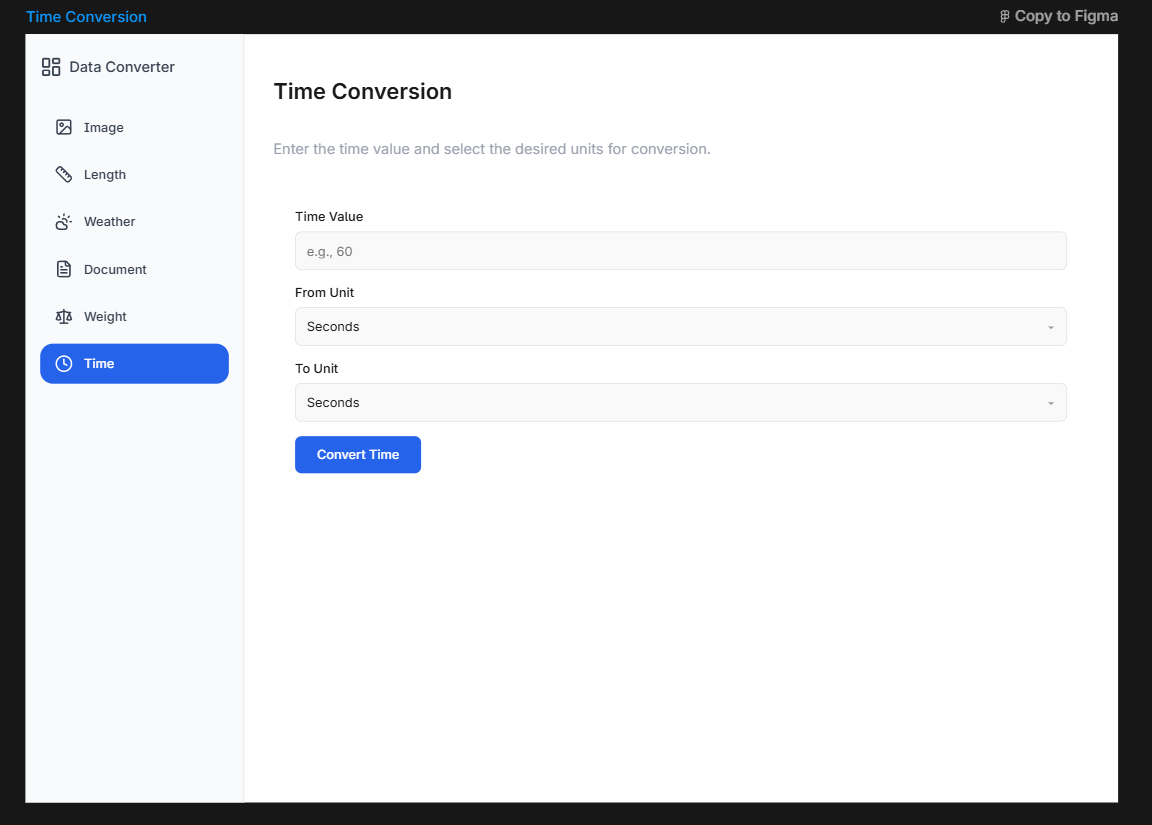 Time Conversion
Copy to Figma
Data Converter
Image
Length
Weather
Document
Weight
Time
Time Conversion
Enter the time value and select the desired units for conversion.
Time Value
e.g., 60
From Unit
Seconds
To Unit
Seconds
Convert Time